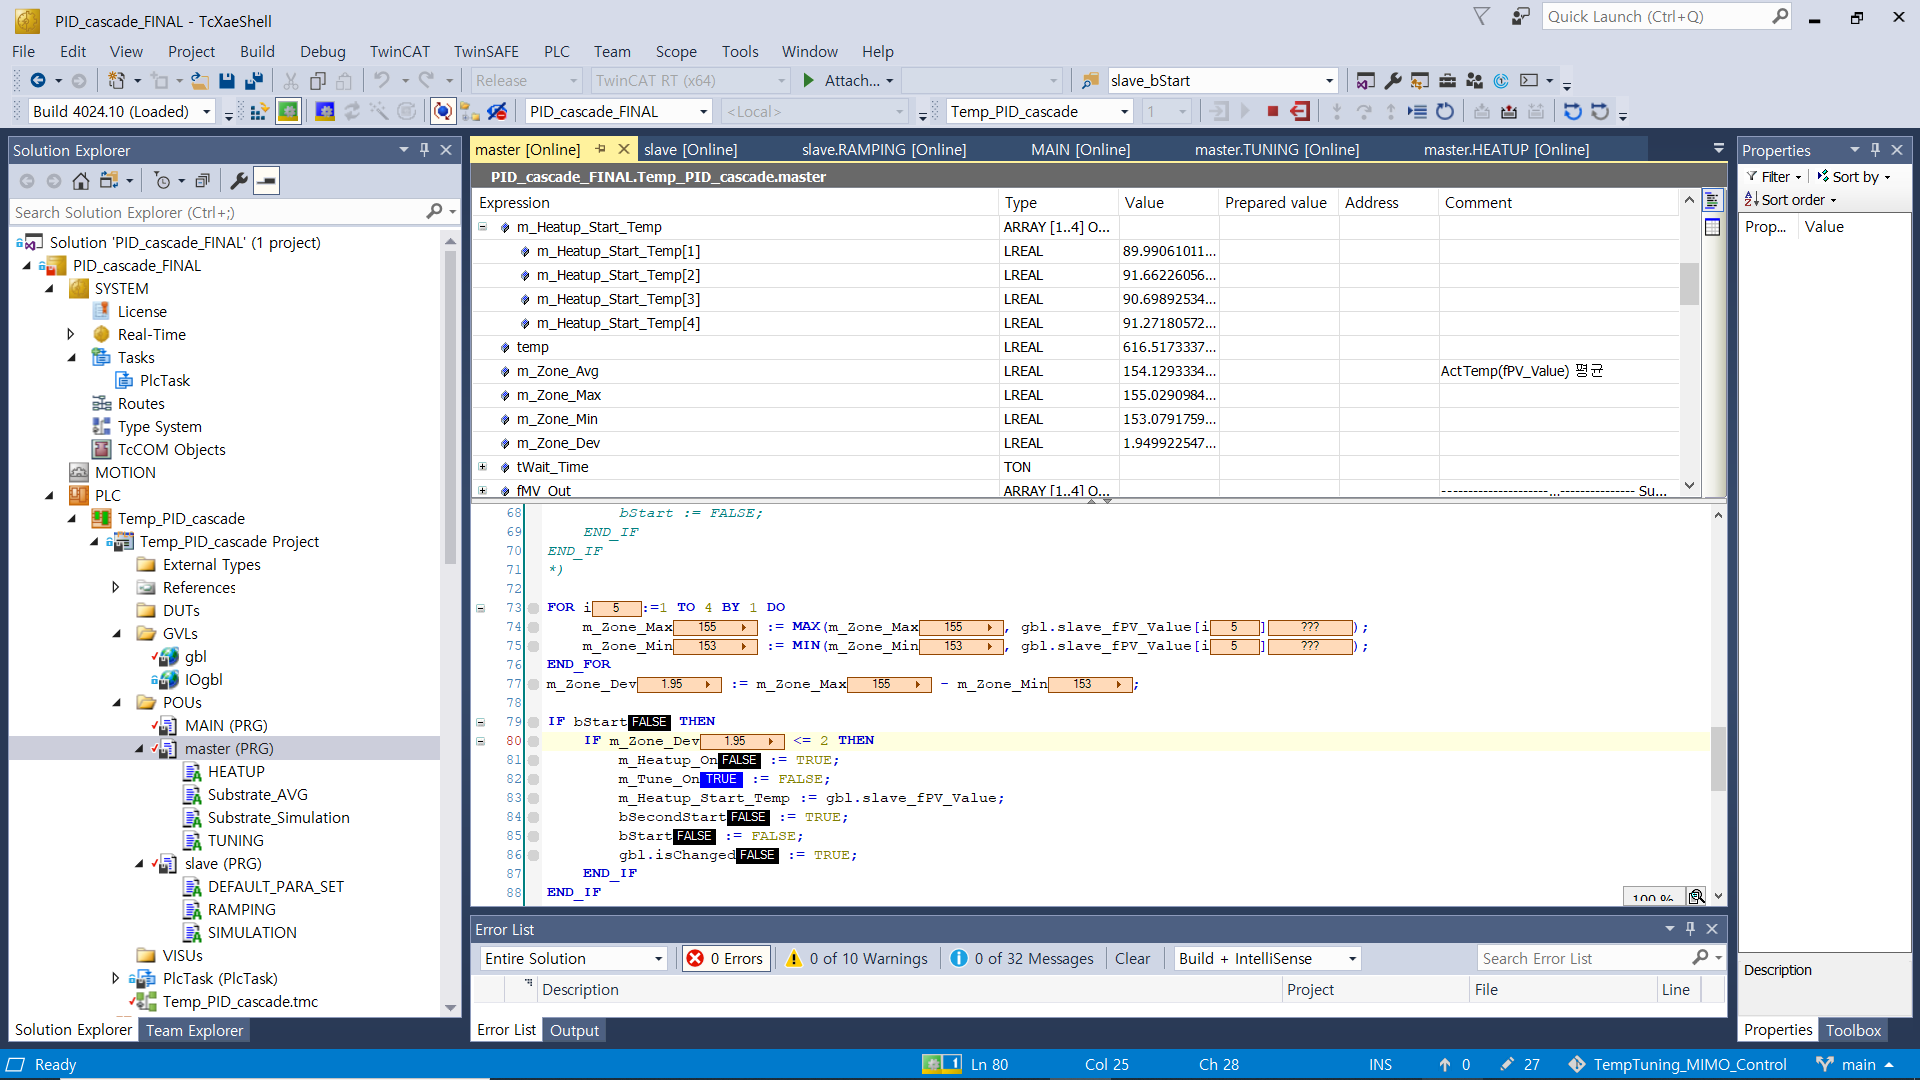 PID_cascade_FINAL - TcXaeShell
Quick Launch (Ctrl+Q)
File Edit View Project Build Debug TwinCAT TwinSAFE PLC Team Scope Tools Window Help
Release TwinCAT RT (x64) Attach... slave_bStart
Build 4024.10 (Loaded) PID_cascade_FINAL <Local> Temp_PID_cascade 1
Solution Explorer
Search Solution Explorer (Ctrl+;)
Solution 'PID_cascade_FINAL' (1 project)
PID_cascade_FINAL
SYSTEM
License
Real-Time
Tasks
PlcTask
Routes
Type System
TcCOM Objects
MOTION
PLC
Temp_PID_cascade
Temp_PID_cascade Project
External Types
References
DUTs
GVLs
gbl
IOgbl
POUs
MAIN (PRG)
master (PRG)
HEATUP
Substrate_AVG
Substrate_Simulation
TUNING
slave (PRG)
DEFAULT_PARA_SET
RAMPING
SIMULATION
VISUs
PlcTask (PlcTask)
Temp_PID_cascade.tmc
Solution Explorer Team Explorer
master [Online] slave [Online] slave.RAMPING [Online] MAIN [Online] master.TUNING [Online] master.HEATUP [Online]
PID_cascade_FINAL.Temp_PID_cascade.master
Expression Type Value Prepared value Address Comment
m_Heatup_Start_Temp ARRAY [1..4] O...
m_Heatup_Start_Temp[1] LREAL 89.99061011...
m_Heatup_Start_Temp[2] LREAL 91.66226056...
m_Heatup_Start_Temp[3] LREAL 90.69892534...
m_Heatup_Start_Temp[4] LREAL 91.27180572...
temp LREAL 616.5173337...
m_Zone_Avg LREAL 154.1293334... ActTemp(fPV_Value) 평균
m_Zone_Max LREAL 155.0290984...
m_Zone_Min LREAL 153.0791759...
m_Zone_Dev LREAL 1.949922547...
tWait_Time TON
fMV_Out ARRAY [1..4] O... ---------------------...--------------- Su...
68 bStart := FALSE;
69 END_IF
70 END_IF
71 *)
72
73 FOR i 5 :=1 TO 4 BY 1 DO
74 m_Zone_Max 155 := MAX(m_Zone_Max 155 , gbl.slave_fPV_Value[i 5 ] ??? );
75 m_Zone_Min 153 := MIN(m_Zone_Min 153 , gbl.slave_fPV_Value[i 5 ] ??? );
76 END_FOR
77 m_Zone_Dev 1.95 := m_Zone_Max 155 - m_Zone_Min 153 ;
78
79 IF bStart FALSE THEN
80 IF m_Zone_Dev 1.95 <= 2 THEN
81 m_Heatup_On FALSE := TRUE;
82 m_Tune_On TRUE := FALSE;
83 m_Heatup_Start_Temp := gbl.slave_fPV_Value;
84 bSecondStart FALSE := TRUE;
85 bStart FALSE := FALSE;
86 gbl.isChanged FALSE := TRUE;
87 END_IF
88 END_IF
100 %
Error List
Entire Solution 0 Errors 0 of 10 Warnings 0 of 32 Messages Clear Build + IntelliSense Search Error List
Description Project File Line
Error List Output
Properties
Filter Sort by
Sort order
Prop... Value
Description
Properties Toolbox
Ready 1 Ln 80 Col 25 Ch 28 INS 0 27 TempTuning_MIMO_Control main